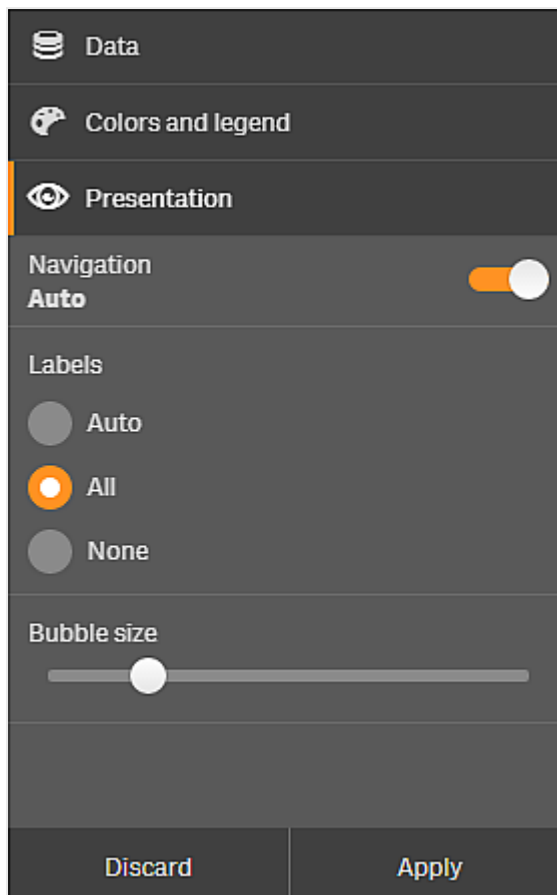 Data
Colors and legend
Presentation
Navigation
Auto
Labels
Auto
All
None
Bubble size
Discard
Apply